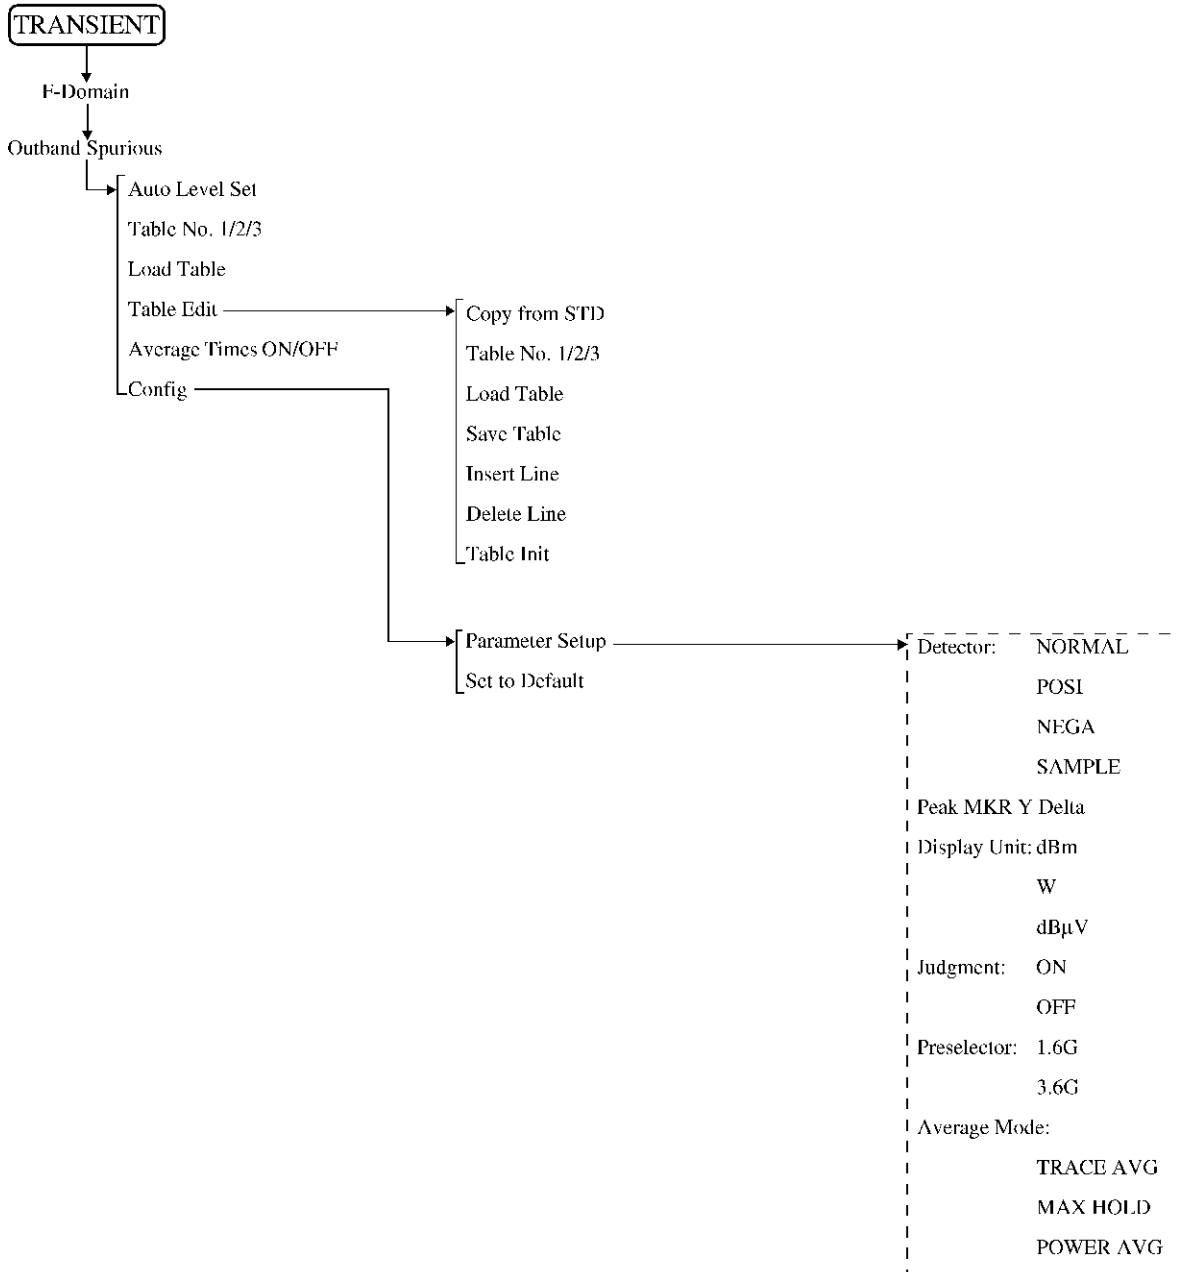 TRANSIENT
F-Domain
Outband Spurious
Auto Level Set
Table No. 1/2/3
Load Table
Table Edit
Average Times ON/OFF
Config
Copy from STD
Table No. 1/2/3
Load Table
Save Table
Insert Line
Delete Line
Table Init
Parameter Setup
Set to Default
Detector: NORMAL
POSI
NEGA
SAMPLE
Peak MKR Y Delta
Display Unit: dBm
W
dBμV
Judgment: ON
OFF
Preselector: 1.6G
3.6G
Average Mode:
TRACE AVG
MAX HOLD
POWER AVG